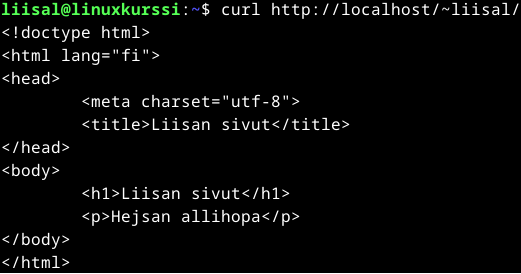 liisal@linuxkurssi:~$ curl http://localhost/~liisal/
<!doctype html>
<html lang="fi">
<head>
        <meta charset="utf-8">
        <title>Liisan sivut</title>
</head>
<body>
        <h1>Liisan sivut</h1>
        <p>Hejsan allihopa</p>
</body>
</html>